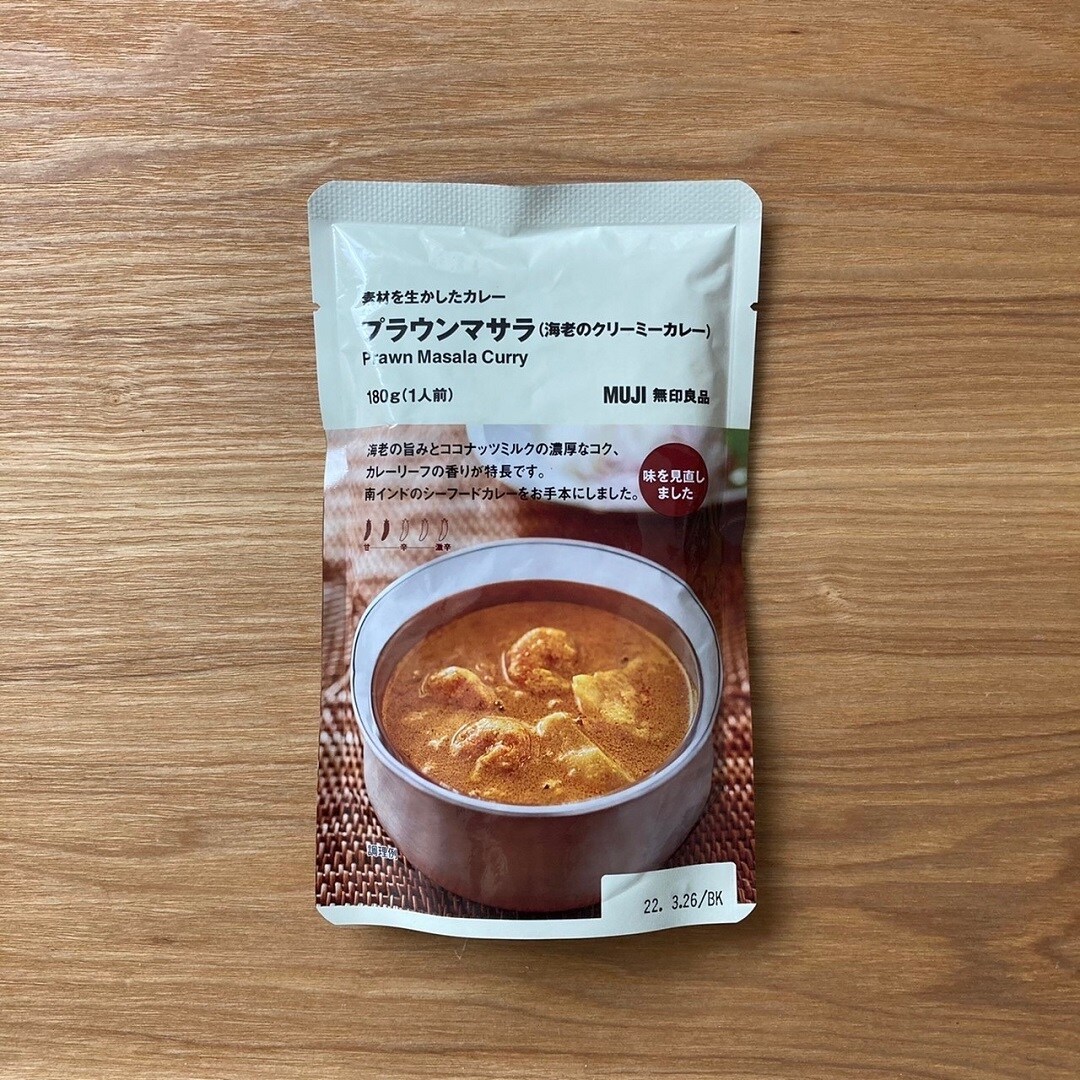 素材を生かしたカレー
プラウンマサラ(海老のクリーミーカレー)
Prawn Masala Curry
180g(1人前)
MUJI 無印良品
海老の旨みとココナッツミルクの濃厚なコク、
カレーリーフの香りが特長です。
南インドのシーフードカレーをお手本にしました。
味を見直し
ました
甘 辛 激辛
調理例
22. 3.26/BK